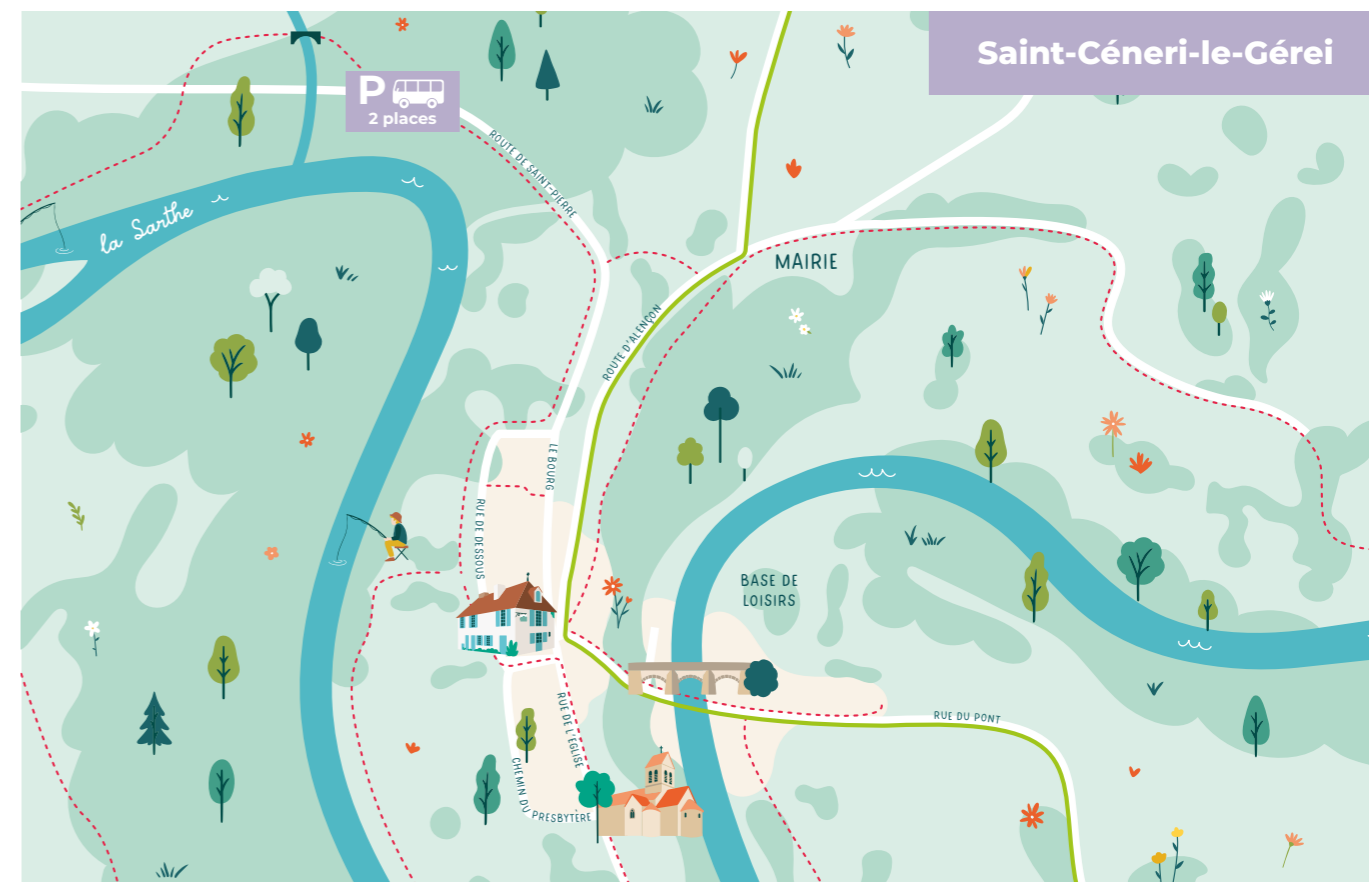 Saint-Céneri-le-Gérei
P
2 places
ROUTE DE SAINT-PIERRE
la Sarthe
MAIRIE
ROUTE D'ALENÇON
LE BOURG
RUE DE DESSOUS
BASE DE
LOISIRS
RUE DU PONT
RUE DE L'ÉGLISE
CHEMIN DU PRESBYTÈRE